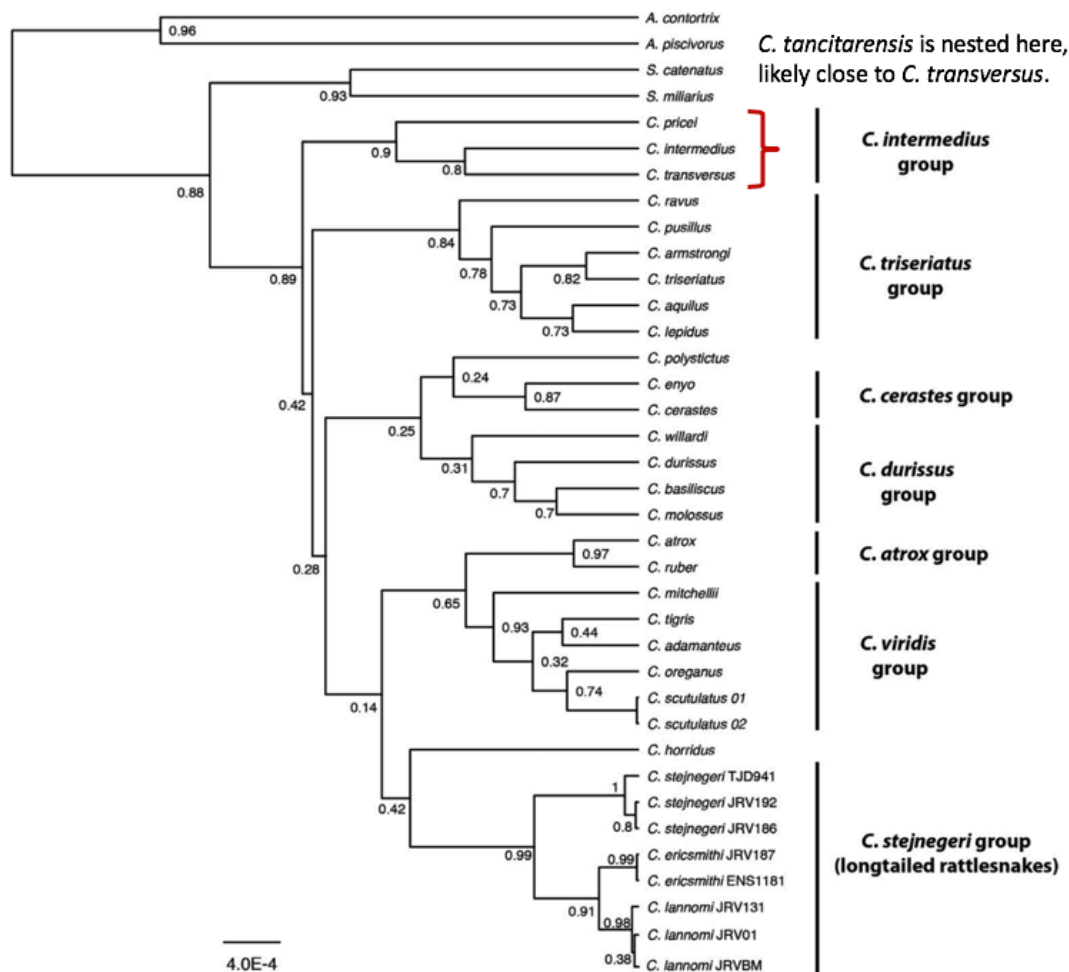 A. contortrix
0.96
A. piscivorus
C. tancitarensis is nested here,
likely close to C. transversus.
S. catenatus
0.93
S. miliarius
C. pricei
0.9
C. intermedius
0.8
C. transversus
C. intermedius
group
0.88
C. ravus
0.84
C. pusillus
0.78
C. armstrongi
0.82
C. triseriatus
0.89
0.73
C. aquilus
0.73
C. lepidus
C. triseriatus
group
C. polystictus
0.24
C. enyo
0.87
C. cerastes
C. cerastes group
0.42
0.25
C. willardi
0.31
C. durissus
0.7
C. basiliscus
0.7
C. molossus
C. durissus
group
C. atrox
0.97
C. ruber
C. atrox group
0.28
0.65
C. mitchellii
0.93
C. tigris
0.44
C. adamanteus
0.32
C. oreganus
0.74
C. scutulatus 01
C. scutulatus 02
C. viridis
group
0.14
C. horridus
0.42
C. stejnegeri TJD941
1
C. stejnegeri JRV192
0.8
C. stejnegeri JRV186
0.99
C. ericsmithi JRV187
0.99
C. ericsmithi ENS1181
0.91
C. lannomi JRV131
0.98
C. lannomi JRV01
0.38
C. lannomi JRVBM
C. stejnegeri group
(longtailed rattlesnakes)
4.0E-4